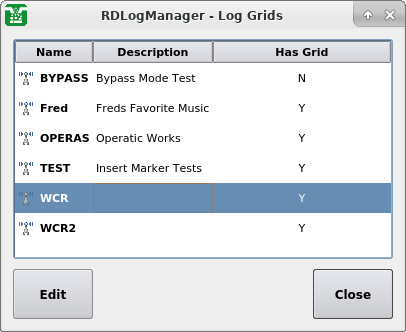 RDLogManager - Log Grids
Name Description Has Grid
BYPASS Bypass Mode Test N
Fred Freds Favorite Music Y
OPERAS Operatic Works Y
TEST Insert Marker Tests Y
WCR Y
WCR2 Y
Edit Close